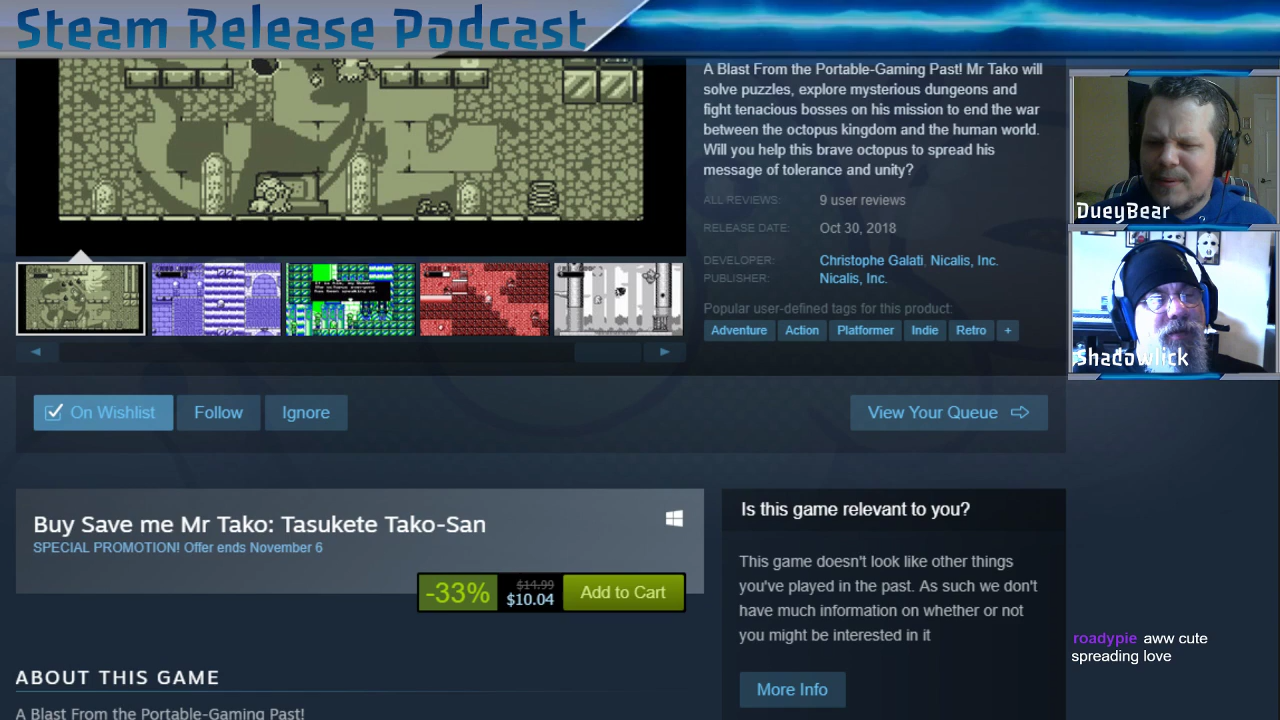 Steam Release Podcast
A Blast From the Portable-Gaming Past! Mr Tako will
solve puzzles, explore mysterious dungeons and
fight tenacious bosses on his mission to end the war
between the octopus kingdom and the human world.
Will you help this brave octopus to spread his
message of tolerance and unity?
ALL REVIEWS: 9 user reviews
RELEASE DATE: Oct 30, 2018
DEVELOPER: Christophe Galati, Nicalis, Inc.
PUBLISHER: Nicalis, Inc.
Popular user-defined tags for this product:
Adventure Action Platformer Indie Retro +
DueyBear
Shadowlick
On Wishlist Follow Ignore View Your Queue
Buy Save me Mr Tako: Tasukete Tako-San
SPECIAL PROMOTION! Offer ends November 6
-33% $14.99 $10.04 Add to Cart
Is this game relevant to you?
This game doesn't look like other things
you've played in the past. As such we don't
have much information on whether or not
you might be interested in it
More Info
roadypie aww cute
spreading love
ABOUT THIS GAME
A Blast From the Portable-Gaming Past!